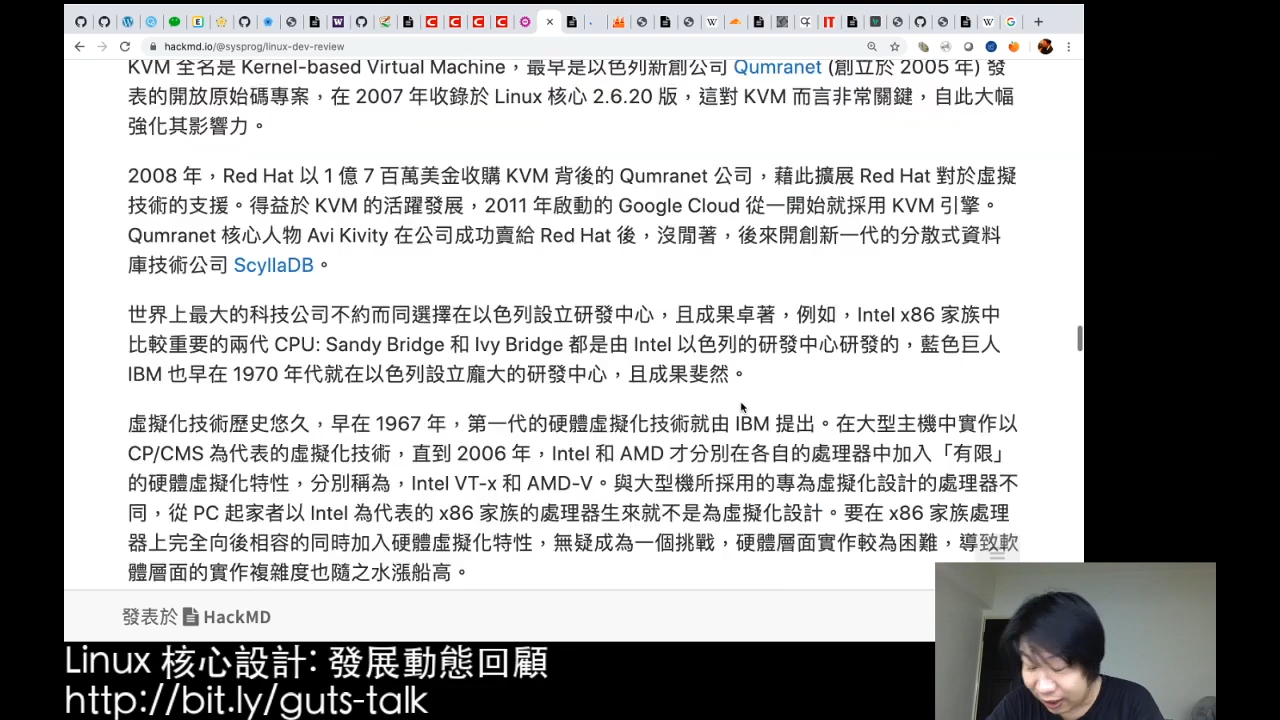 hackmd.io/@sysprog/linux-dev-review
KVM 全名是 Kernel-based Virtual Machine，最早是以色列新創公司 Qumranet (創立於 2005 年) 發
表的開放原始碼專案，在 2007 年收錄於 Linux 核心 2.6.20 版，這對 KVM 而言非常關鍵，自此大幅
強化其影響力。
2008 年，Red Hat 以 1 億 7 百萬美金收購 KVM 背後的 Qumranet 公司，藉此擴展 Red Hat 對於虛擬
技術的支援。得益於 KVM 的活躍發展，2011 年啟動的 Google Cloud 從一開始就採用 KVM 引擎。
Qumranet 核心人物 Avi Kivity 在公司成功賣給 Red Hat 後，沒閒著，後來開創新一代的分散式資料
庫技術公司 ScyllaDB。
世界上最大的科技公司不約而同選擇在以色列設立研發中心，且成果卓著，例如，Intel x86 家族中
比較重要的兩代 CPU: Sandy Bridge 和 Ivy Bridge 都是由 Intel 以色列的研發中心研發的，藍色巨人
IBM 也早在 1970 年代就在以色列設立龐大的研發中心，且成果斐然。
虛擬化技術歷史悠久，早在 1967 年，第一代的硬體虛擬化技術就由 IBM 提出。在大型主機中實作以
CP/CMS 為代表的虛擬化技術，直到 2006 年，Intel 和 AMD 才分別在各自的處理器中加入「有限」
的硬體虛擬化特性，分別稱為，Intel VT-x 和 AMD-V。與大型機所採用的專為虛擬化設計的處理器不
同，從 PC 起家者以 Intel 為代表的 x86 家族的處理器生來就不是為虛擬化設計。要在 x86 家族處理
器上完全向後相容的同時加入硬體虛擬化特性，無疑成為一個挑戰，硬體層面實作較為困難，導致軟
體層面的實作複雜度也隨之水漲船高。
發表於 HackMD
Linux 核心設計: 發展動態回顧
http://bit.ly/guts-talk